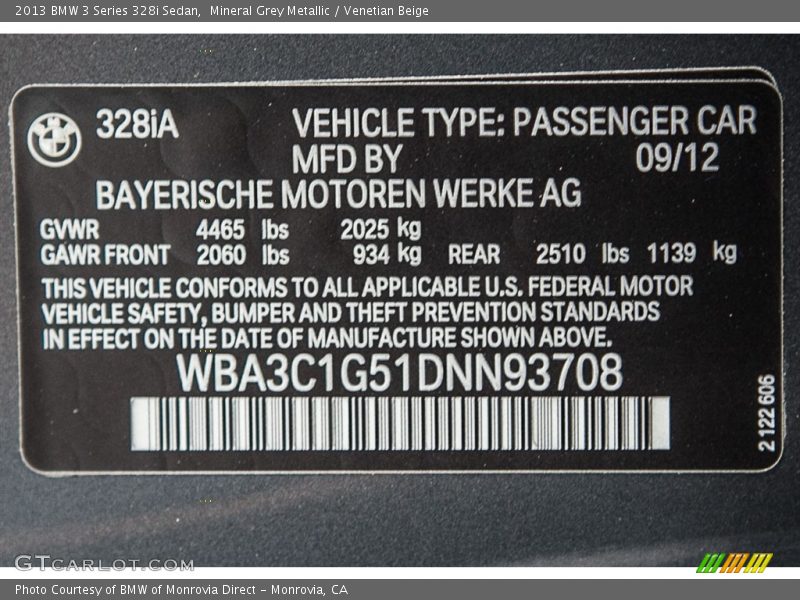 2013 BMW 3 Series 328i Sedan,  Mineral Grey Metallic / Venetian Beige
328iA VEHICLE TYPE: PASSENGER CAR
MFD BY 09/12
BAYERISCHE MOTOREN WERKE AG
GVWR 4465 lbs 2025 kg
GAWR FRONT 2060 lbs 934 kg REAR 2510 lbs 1139 kg
THIS VEHICLE CONFORMS TO ALL APPLICABLE U.S. FEDERAL MOTOR
VEHICLE SAFETY, BUMPER AND THEFT PREVENTION STANDARDS
IN EFFECT ON THE DATE OF MANUFACTURE SHOWN ABOVE.
WBA3C1G51DNN93708
2 122 606
GTCARLOT.COM
Photo Courtesy of BMW of Monrovia Direct - Monrovia, CA